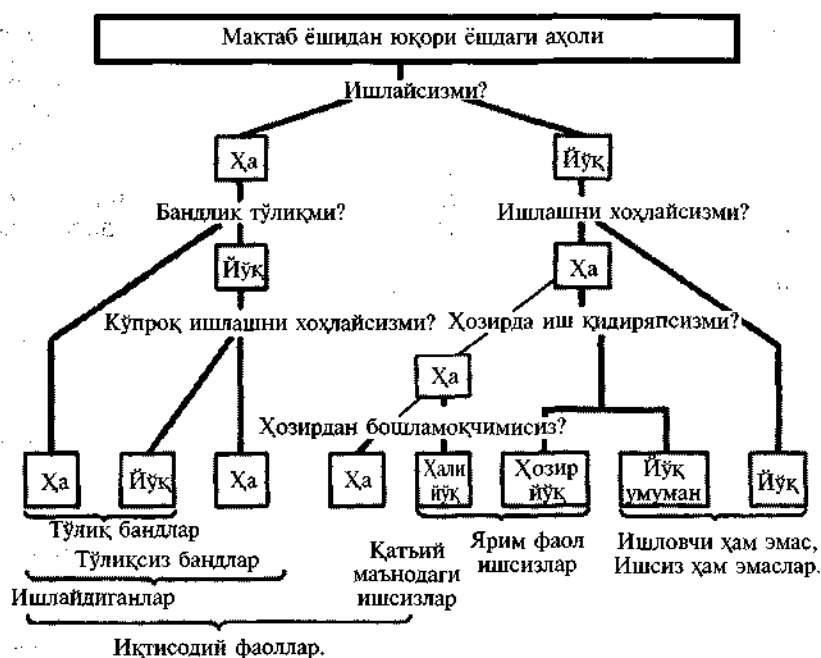 Мактаб ёшидан юқори ёшдаги аҳоли
Ишлайсизми?
Ҳа
Йўқ
Бандлик тўлиқми?
Ишлашни хоҳлайсизми?
Йўқ
Ҳа
Кўпроқ ишлашни хоҳлайсизми?
Ҳозирда иш қидиряпсизми?
Ҳа
Ҳозирдан бошламоқчимисиз?
Ҳа
Йўқ
Ҳа
Ҳа
Ҳали
йўқ
Ҳозир
йўқ
Йўқ
умуман
Йўқ
Тўлиқ бандлар
Тўлиқсиз бандлар
Ишлайдиганлар
Қатъий
маънодаги
ишсизлар
Ярим фаол
ишсизлар
Ишловчи ҳам эмас,
Ишсиз ҳам эмаслар.
Иқтисодий фаоллар.